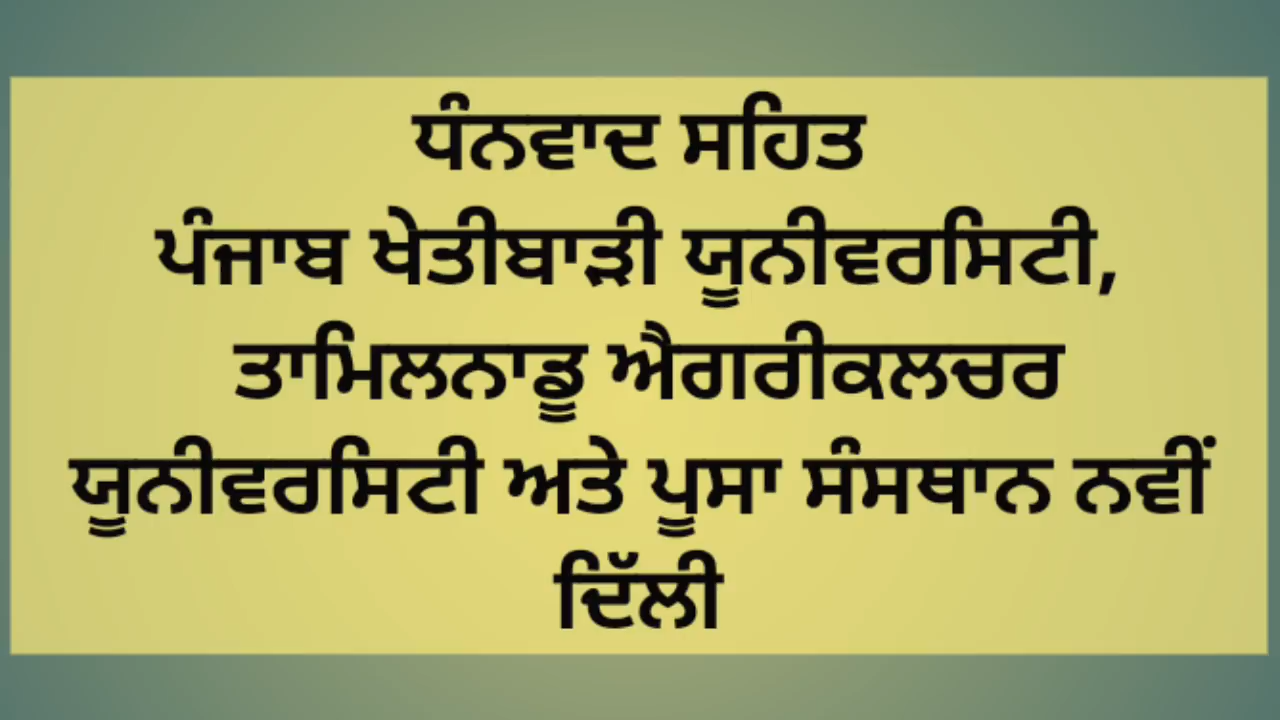 ਧੰਨਵਾਦ ਸਹਿਤ
ਪੰਜਾਬ ਖੇਤੀਬਾੜੀ ਯੂਨੀਵਰਸਿਟੀ,
ਤਾਮਿਲਨਾਡੂ ਐਗਰੀਕਲਚਰ
ਯੂਨੀਵਰਸਿਟੀ ਅਤੇ ਪੂਸਾ ਸੰਸਥਾਨ ਨਵੀਂ
ਦਿੱਲੀ